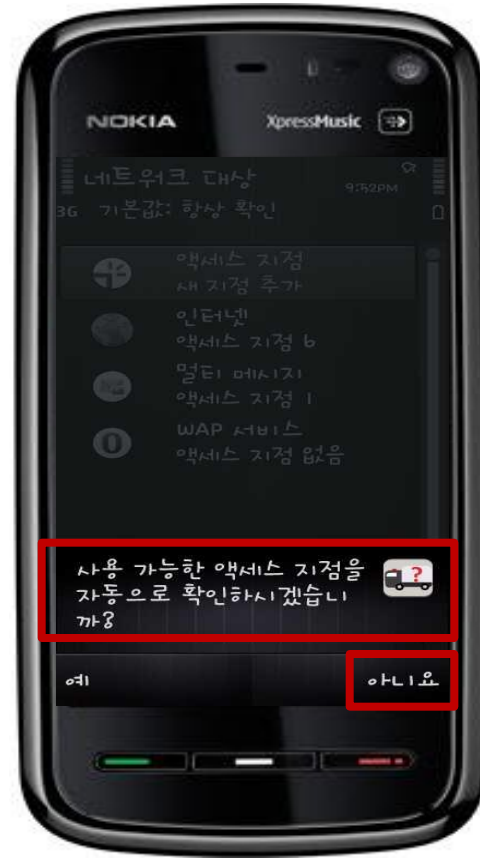 NOKIA XpressMusic
네트워크 대상
9:52PM
3G 기본값: 항상 확인
액세스 지점
새 지점 추가
인터넷
액세스 지점 6
멀티 메시지
액세스 지점 1
WAP 서비스
액세스 지점 없음
사용 가능한 액세스 지점을
자동으로 확인하시겠습니
까?
예 아니요